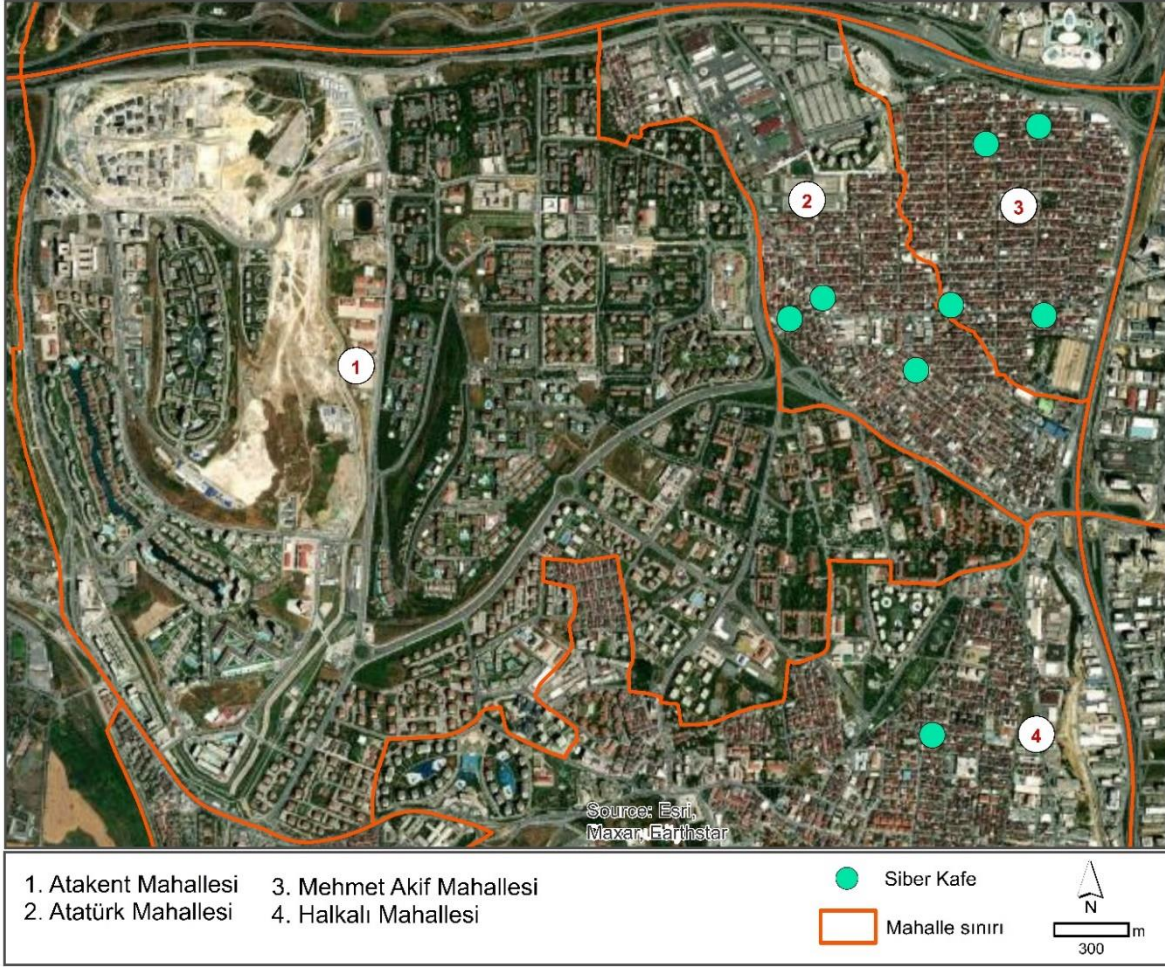 2
3
1
4
Source: Esri,
Maxar, Earthstar
1. Atakent Mahallesi
2. Atatürk Mahallesi
3. Mehmet Akif Mahallesi
4. Halkalı Mahallesi
Siber Kafe
Mahalle sınırı
N
m
300